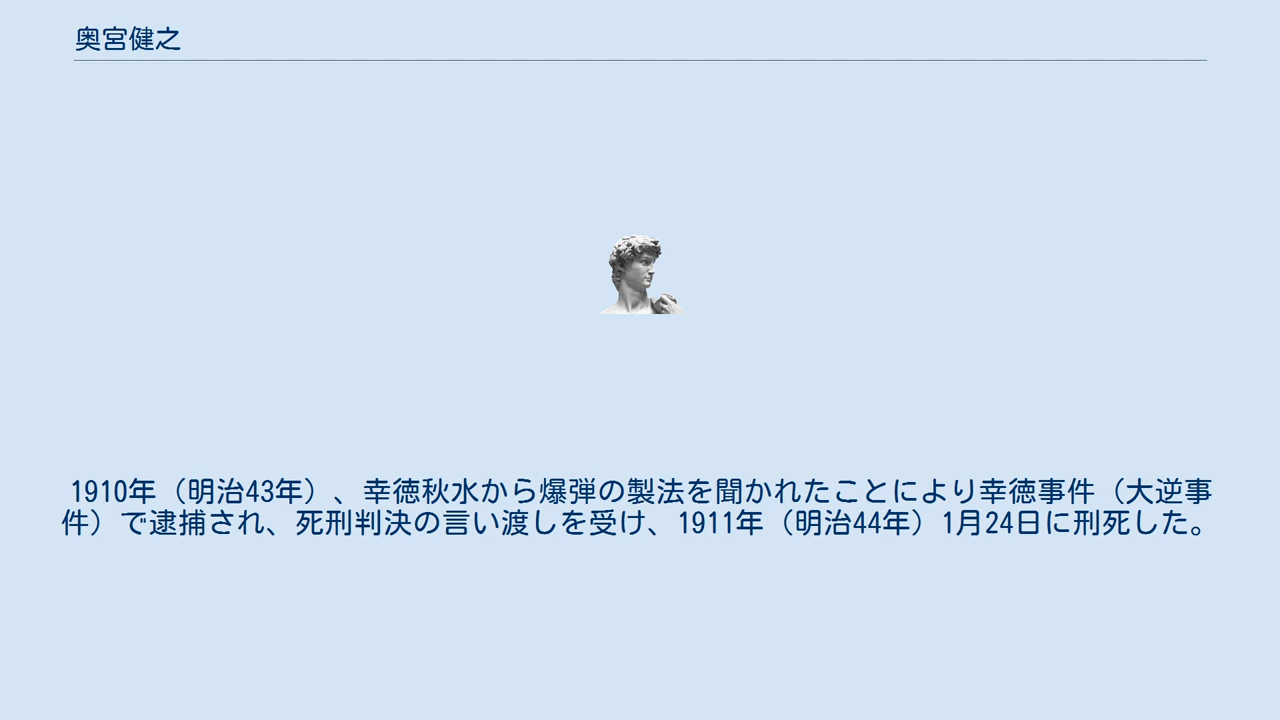 奥宮健之
1910年（明治43年）、幸徳秋水から爆弾の製法を聞かれたことにより幸徳事件（大逆事
件）で逮捕され、死刑判決の言い渡しを受け、1911年（明治44年）1月24日に刑死した。